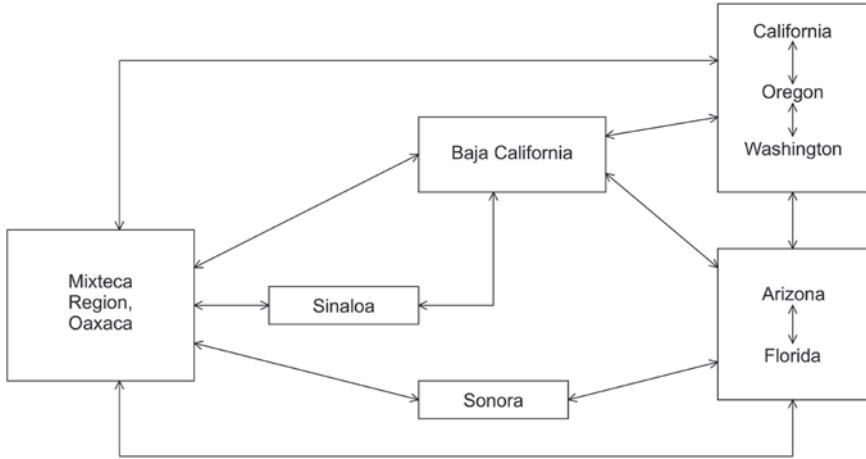 California
Oregon
Washington
Baja California
Mixteca
Region,
Oaxaca
Sinaloa
Arizona
Florida
Sonora